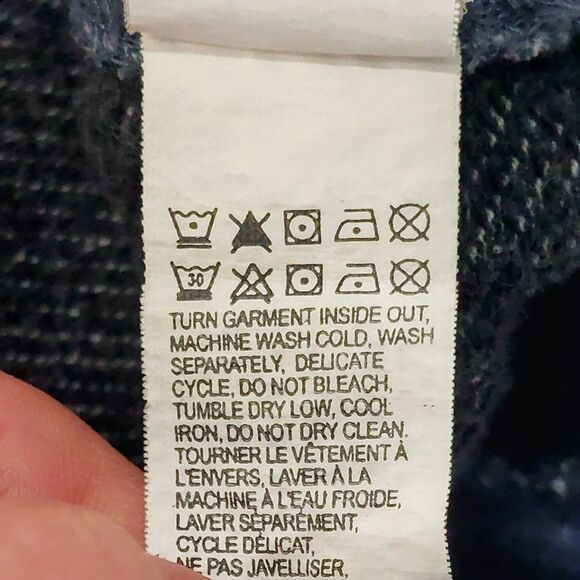 30
TURN GARMENT INSIDE OUT,
MACHINE WASH COLD, WASH
SEPARATELY, DELICATE
CYCLE, DO NOT BLEACH,
TUMBLE DRY LOW, COOL
IRON, DO NOT DRY CLEAN.
TOURNER LE VÊTEMENT À
L'ENVERS, LAVER À LA
MACHINE À L'EAU FROIDE,
LAVER SÉPARÉMENT,
CYCLE DÉLICAT,
NE PAS JAVELLISER,